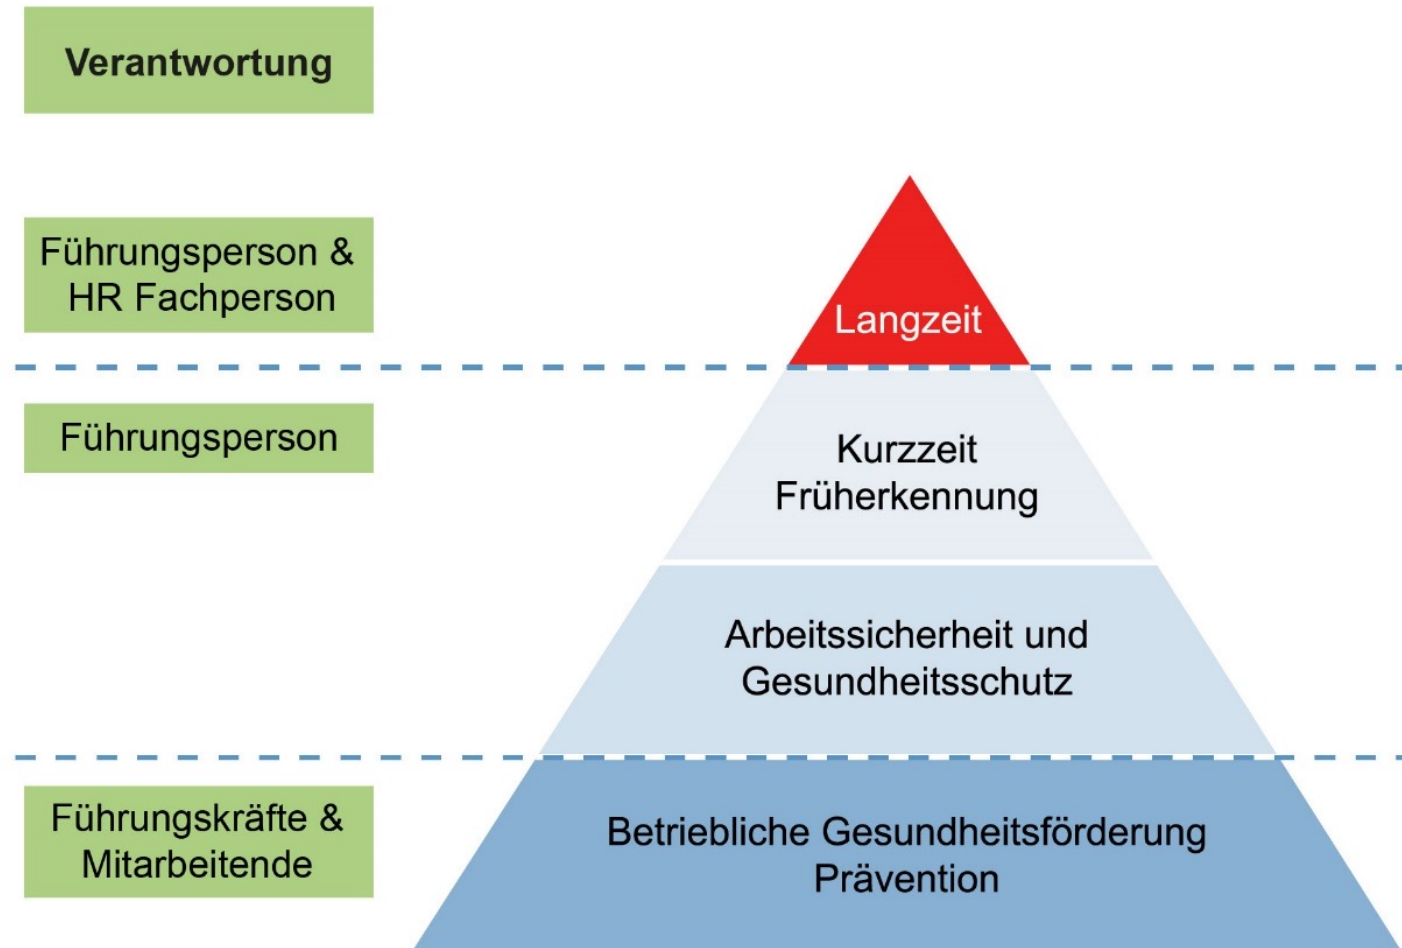 Verantwortung
Führungsperson &
HR Fachperson
Langzeit
Führungsperson
Kurzzeit
Früherkennung
Arbeitssicherheit und
Gesundheitsschutz
Führungskräfte &
Mitarbeitende
Betriebliche Gesundheitsförderung
Prävention